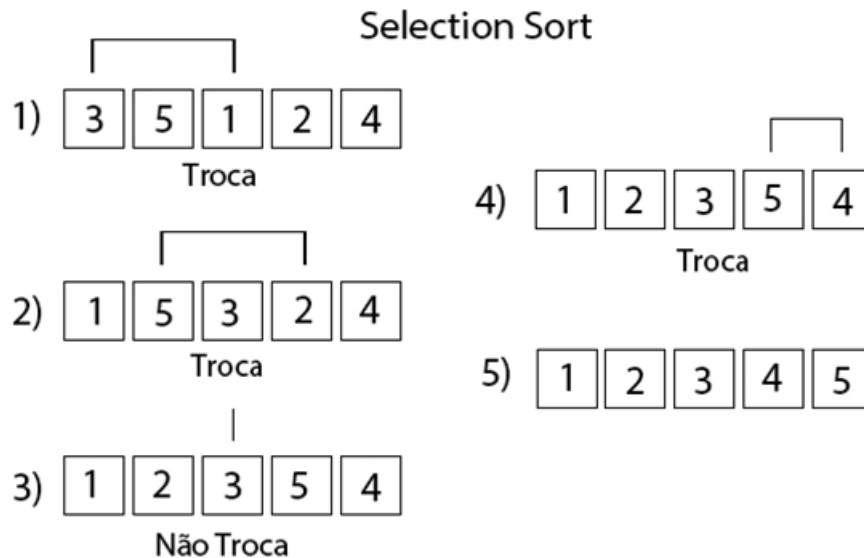 Selection Sort
1) 3 5 1 2 4
Troca
2) 1 5 3 2 4
Troca
3) 1 2 3 5 4
Não Troca
4) 1 2 3 5 4
Troca
5) 1 2 3 4 5